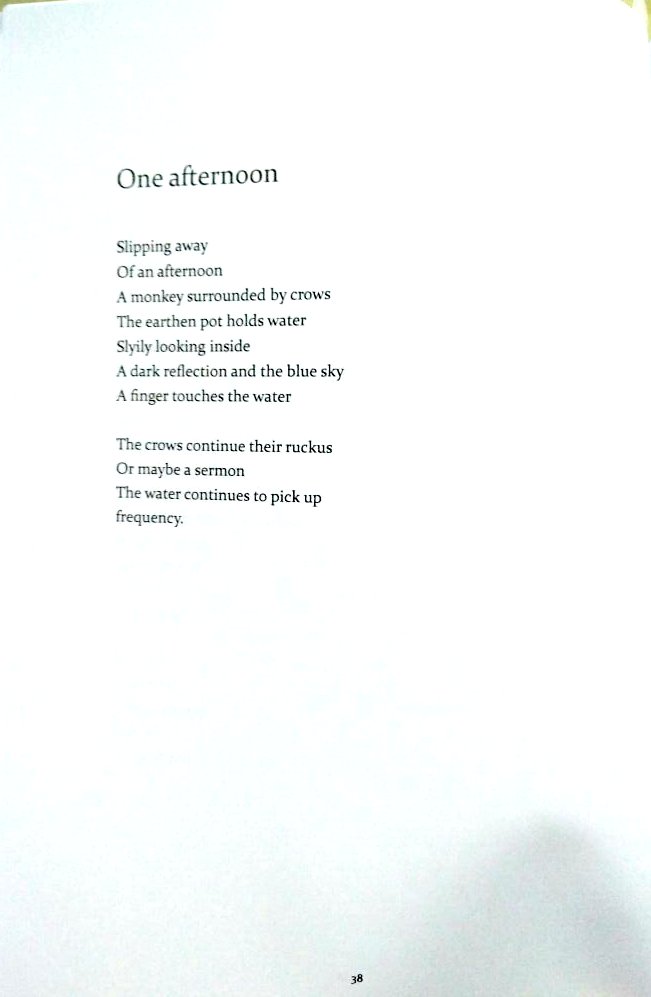 One afternoon
Slipping away
Of an afternoon
A monkey surrounded by crows
The earthen pot holds water
Slyily looking inside
A dark reflection and the blue sky
A finger touches the water
The crows continue their ruckus
Or maybe a sermon
The water continues to pick up
frequency.
38